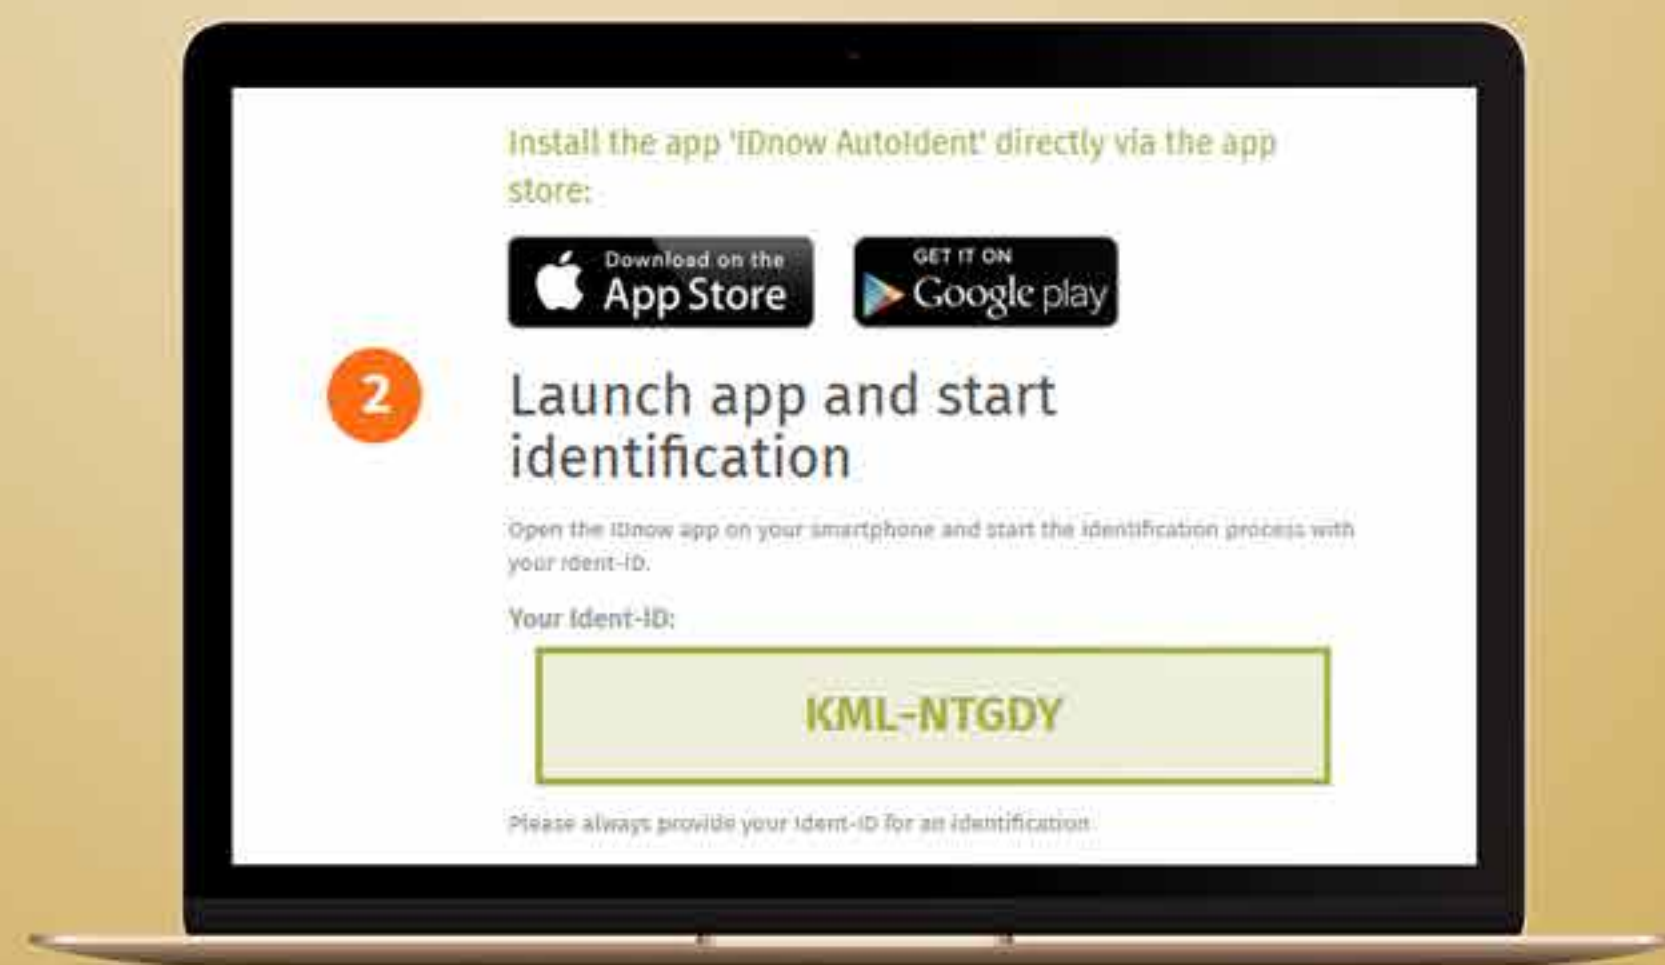 Install the app 'IDnow AutoIdent' directly via the app
store:
Download on the
App Store
GET IT ON
Google play
2
Launch app and start
identification
Open the IDnow app on your smartphone and start the identification process with
your Ident-ID.
Your Ident-ID:
KML-NTGDY
Please always provide your Ident-ID for an identification